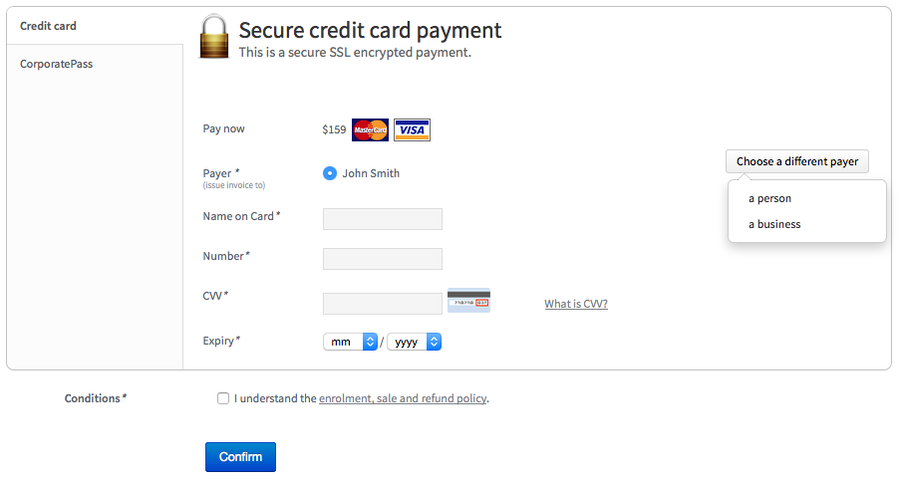 Credit card
CorporatePass
Secure credit card payment
This is a secure SSL encrypted payment.
Pay now
$159 MasterCard VISA
Payer *
(issue invoice to)
John Smith
Choose a different payer
a person
a business
Name on Card *
Number *
CVV *
What is CVV?
Expiry *
mm / yyyy
Conditions *
I understand the enrolment, sale and refund policy.
Confirm